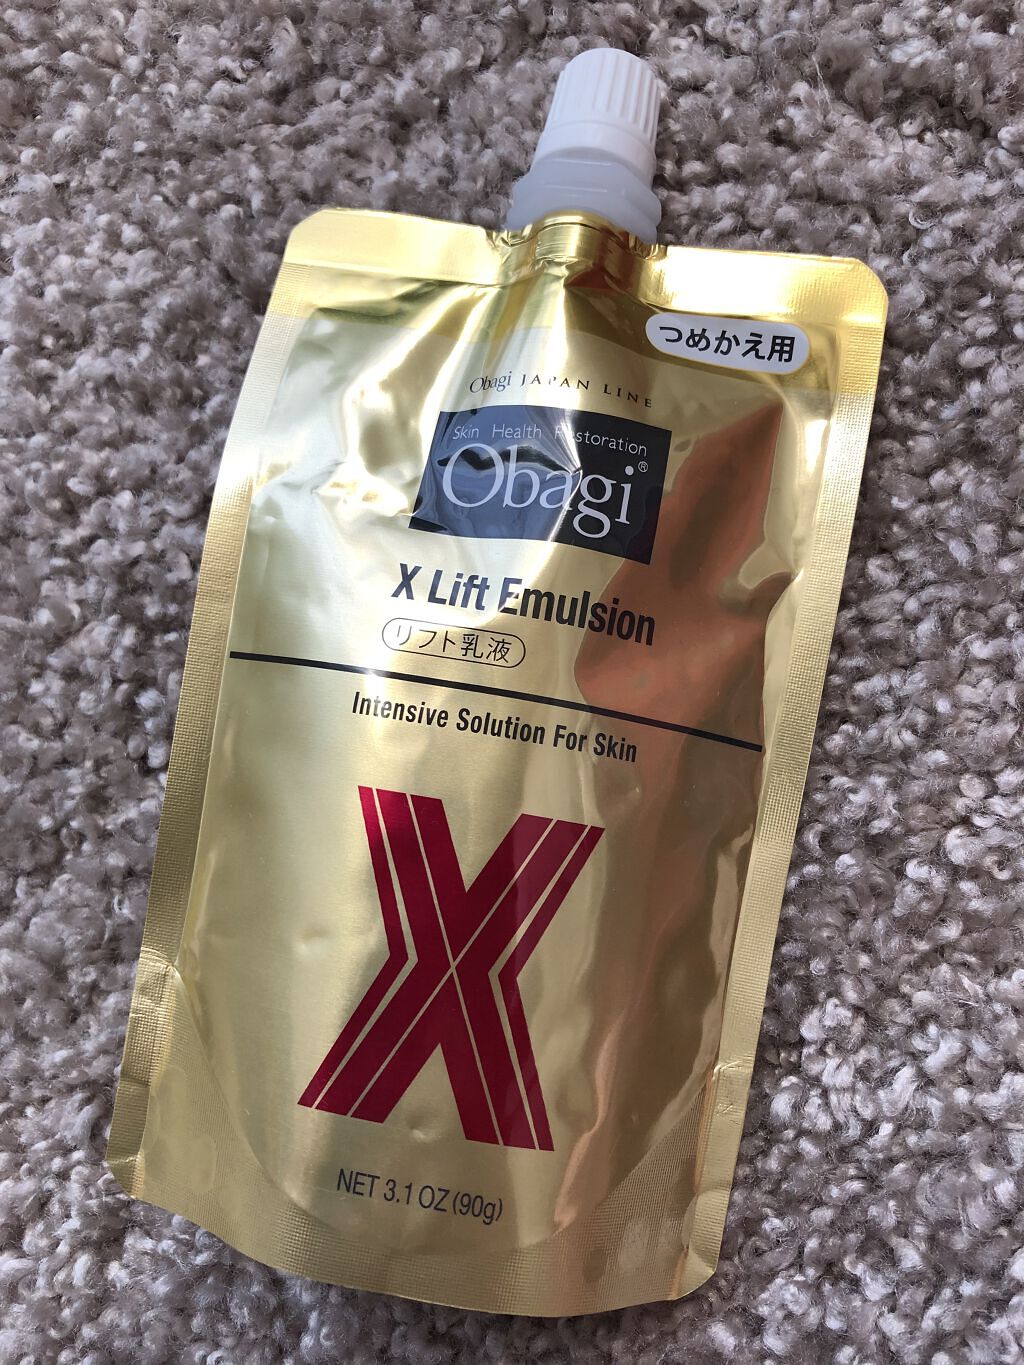 つめかえ用
Obagi JAPAN LINE
Skin Health Restoration
Obagi®
X Lift Emulsion
リフト乳液
Intensive Solution For Skin
X
NET 3.1 OZ (90g)